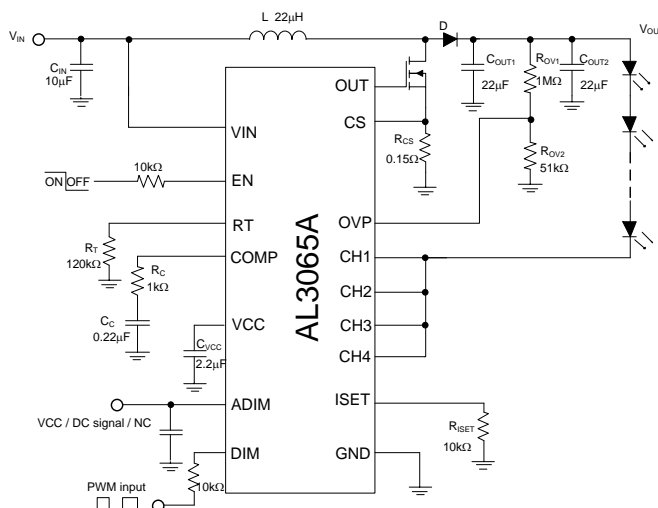 L 22μH
D
VIN
VOU
CIN
10μF
COUT1
22μF
ROV1
1MΩ
COUT2
22μF
OUT
CS
RCS
0.15Ω
ROV2
51kΩ
VIN
ON OFF
10kΩ
EN
RT
RT
120kΩ
OVP
COMP
RC
1kΩ
CC
0.22μF
AL3065A
CH1
CH2
CH3
CH4
VCC
CVCC
2.2μF
ADIM
VCC / DC signal / NC
ISET
RISET
10kΩ
DIM
GND
10kΩ
PWM input